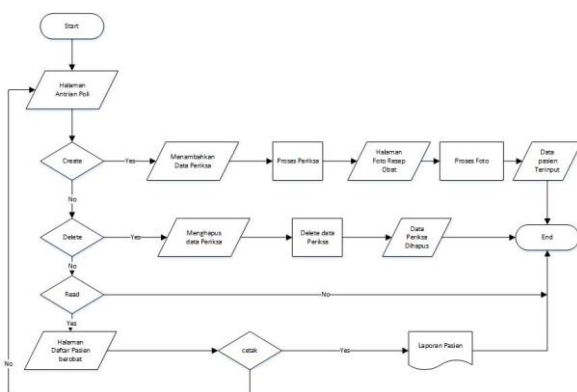 Start
Halaman
Antrian Poli
Create
Yes
Menambahkan
Data Periksa
Proses Periksa
Halaman
Foto Resep
Obat
Proses Foto
Data
pasien
Terinput
No
Delete
Yes
Menghapus
data Periksa
Delete data
Periksa
Data
Periksa
Dihapus
End
No
Read
No
Yes
Halaman
Daftar Pasien
berobat
cetak
Yes
Laporan Pasien
No